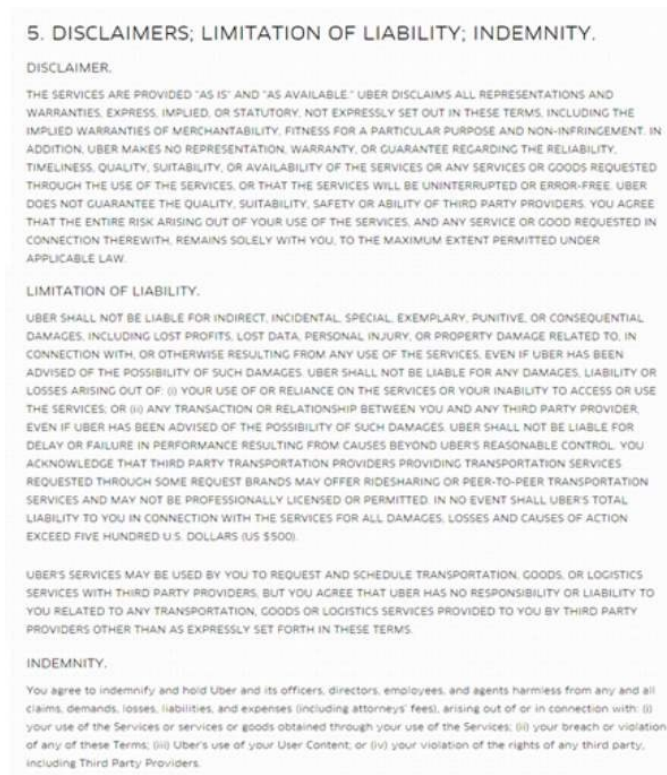 5. DISCLAIMERS; LIMITATION OF LIABILITY; INDEMNITY.
DISCLAIMER.
THE SERVICES ARE PROVIDED "AS IS" AND "AS AVAILABLE." UBER DISCLAIMS ALL REPRESENTATIONS AND
WARRANTIES, EXPRESS, IMPLIED, OR STATUTORY, NOT EXPRESSLY SET OUT IN THESE TERMS, INCLUDING THE
IMPLIED WARRANTIES OF MERCHANTABILITY, FITNESS FOR A PARTICULAR PURPOSE AND NON-INFRINGEMENT. IN
ADDITION, UBER MAKES NO REPRESENTATION, WARRANTY, OR GUARANTEE REGARDING THE RELIABILITY,
TIMELINESS, QUALITY, SUITABILITY, OR AVAILABILITY OF THE SERVICES OR ANY SERVICES OR GOODS REQUESTED
THROUGH THE USE OF THE SERVICES, OR THAT THE SERVICES WILL BE UNINTERRUPTED OR ERROR-FREE. UBER
DOES NOT GUARANTEE THE QUALITY, SUITABILITY, SAFETY OR ABILITY OF THIRD PARTY PROVIDERS. YOU AGREE
THAT THE ENTIRE RISK ARISING OUT OF YOUR USE OF THE SERVICES, AND ANY SERVICE OR GOOD REQUESTED IN
CONNECTION THEREWITH, REMAINS SOLELY WITH YOU, TO THE MAXIMUM EXTENT PERMITTED UNDER
APPLICABLE LAW.
LIMITATION OF LIABILITY.
UBER SHALL NOT BE LIABLE FOR INDIRECT, INCIDENTAL, SPECIAL, EXEMPLARY, PUNITIVE, OR CONSEQUENTIAL
DAMAGES, INCLUDING LOST PROFITS, LOST DATA, PERSONAL INJURY, OR PROPERTY DAMAGE RELATED TO, IN
CONNECTION WITH, OR OTHERWISE RESULTING FROM ANY USE OF THE SERVICES, EVEN IF UBER HAS BEEN
ADVISED OF THE POSSIBILITY OF SUCH DAMAGES. UBER SHALL NOT BE LIABLE FOR ANY DAMAGES, LIABILITY OR
LOSSES ARISING OUT OF: (i) YOUR USE OF OR RELIANCE ON THE SERVICES OR YOUR INABILITY TO ACCESS OR USE
THE SERVICES; OR (ii) ANY TRANSACTION OR RELATIONSHIP BETWEEN YOU AND ANY THIRD PARTY PROVIDER,
EVEN IF UBER HAS BEEN ADVISED OF THE POSSIBILITY OF SUCH DAMAGES. UBER SHALL NOT BE LIABLE FOR
DELAY OR FAILURE IN PERFORMANCE RESULTING FROM CAUSES BEYOND UBER'S REASONABLE CONTROL. YOU
ACKNOWLEDGE THAT THIRD PARTY TRANSPORTATION PROVIDERS PROVIDING TRANSPORTATION SERVICES
REQUESTED THROUGH SOME REQUEST BRANDS MAY OFFER RIDESHARING OR PEER-TO-PEER TRANSPORTATION
SERVICES AND MAY NOT BE PROFESSIONALLY LICENSED OR PERMITTED. IN NO EVENT SHALL UBER'S TOTAL
LIABILITY TO YOU IN CONNECTION WITH THE SERVICES FOR ALL DAMAGES, LOSSES AND CAUSES OF ACTION
EXCEED FIVE HUNDRED U.S. DOLLARS (US $500).
UBER'S SERVICES MAY BE USED BY YOU TO REQUEST AND SCHEDULE TRANSPORTATION, GOODS, OR LOGISTICS
SERVICES WITH THIRD PARTY PROVIDERS, BUT YOU AGREE THAT UBER HAS NO RESPONSIBILITY OR LIABILITY TO
YOU RELATED TO ANY TRANSPORTATION, GOODS OR LOGISTICS SERVICES PROVIDED TO YOU BY THIRD PARTY
PROVIDERS OTHER THAN AS EXPRESSLY SET FORTH IN THESE TERMS.
INDEMNITY.
You agree to indemnify and hold Uber and its officers, directors, employees, and agents harmless from any and all
claims, demands, losses, liabilities, and expenses (including attorneys' fees), arising out of or in connection with: (i)
your use of the Services or services or goods obtained through your use of the Services; (ii) your breach or violation
of any of these Terms; (iii) Uber's use of your User Content; or (iv) your violation of the rights of any third party,
including Third Party Providers.